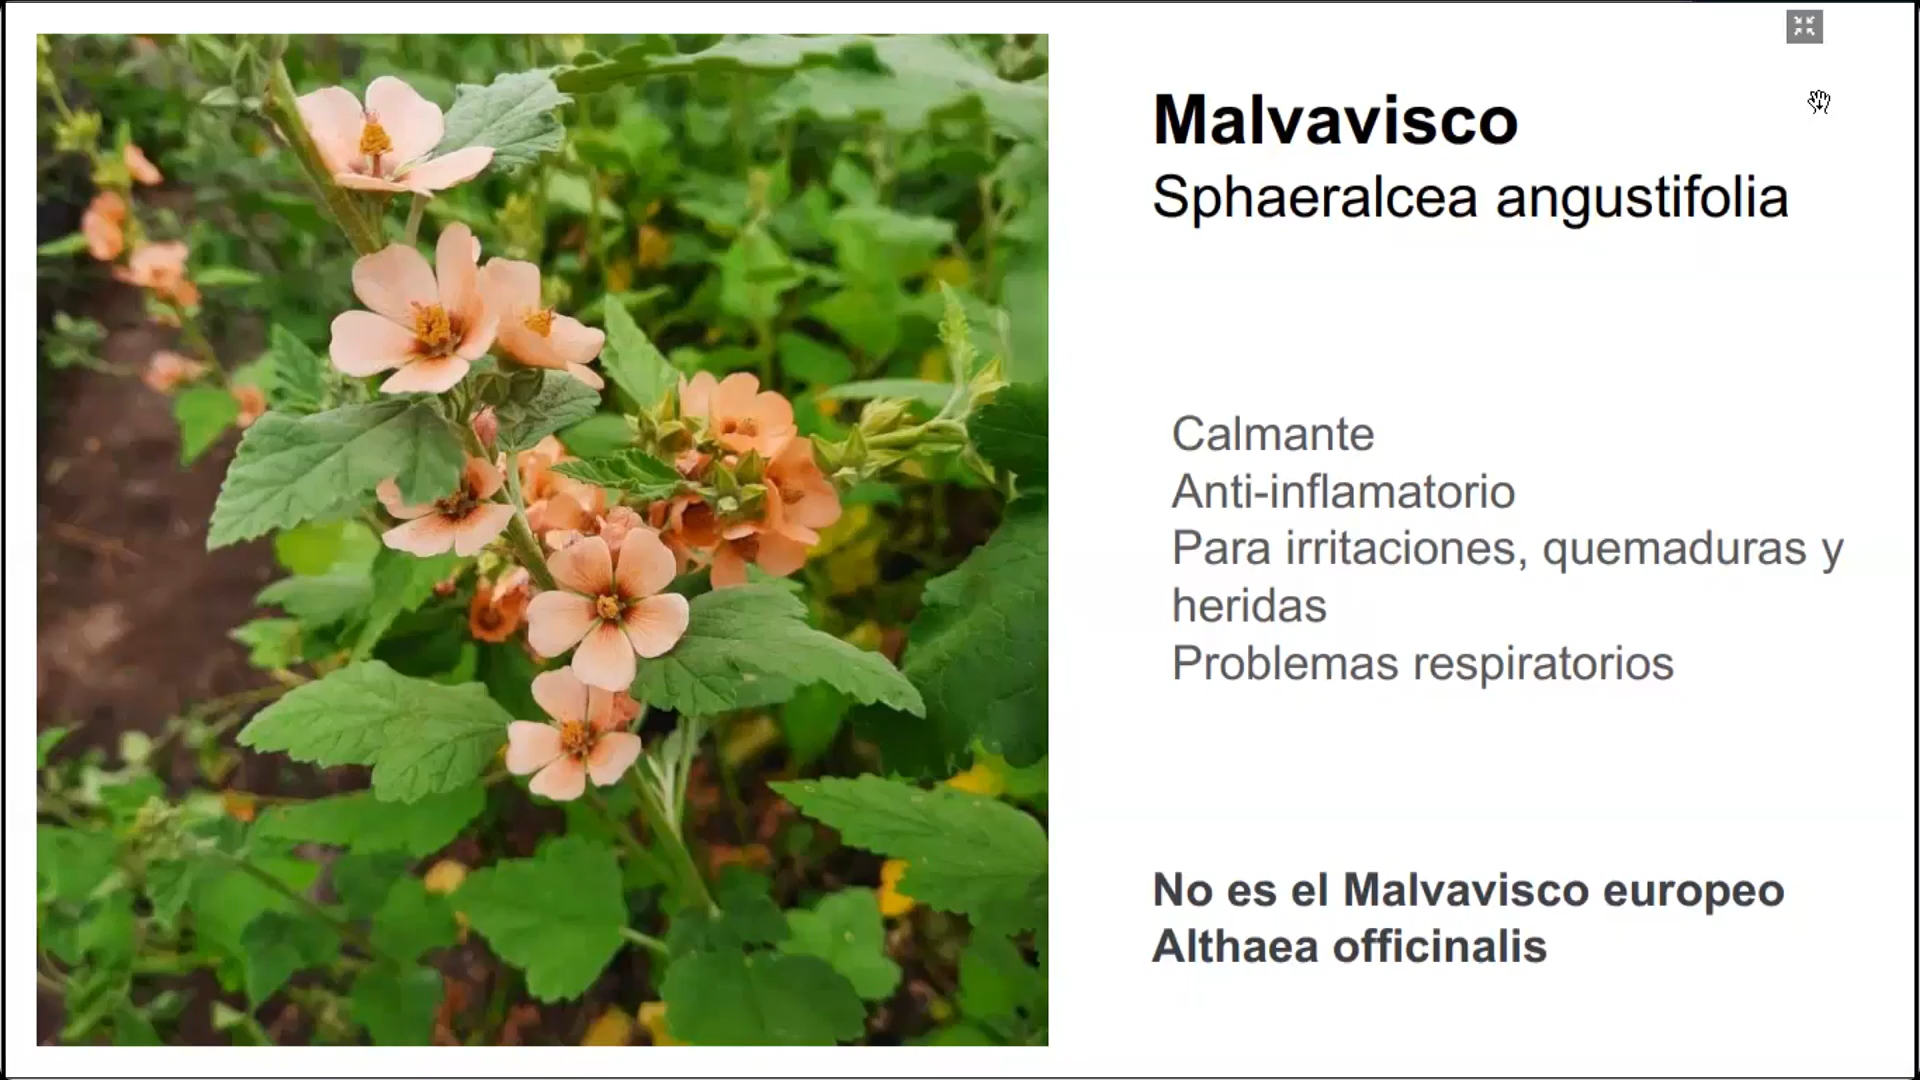 Malvavisco
Sphaeralcea angustifolia
Calmante
Anti-inflamatorio
Para irritaciones, quemaduras y
heridas
Problemas respiratorios
No es el Malvavisco europeo
Althaea officinalis